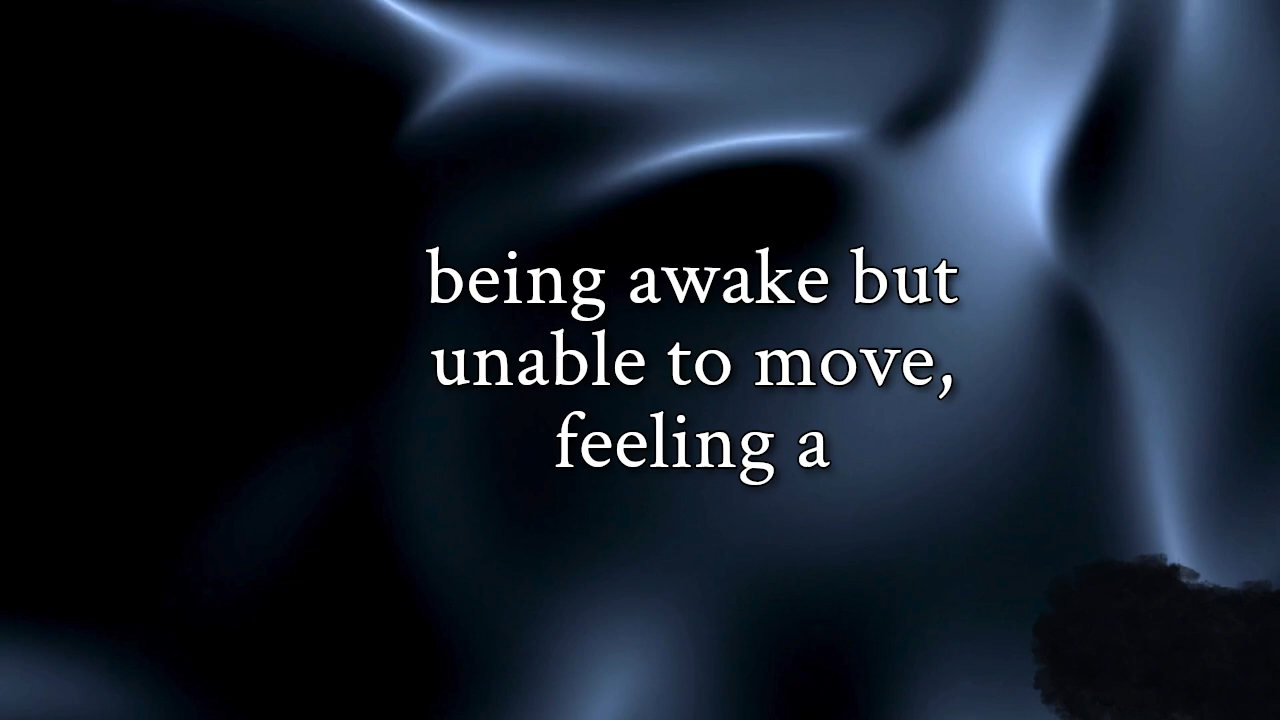 being awake but
unable to move,
feeling a